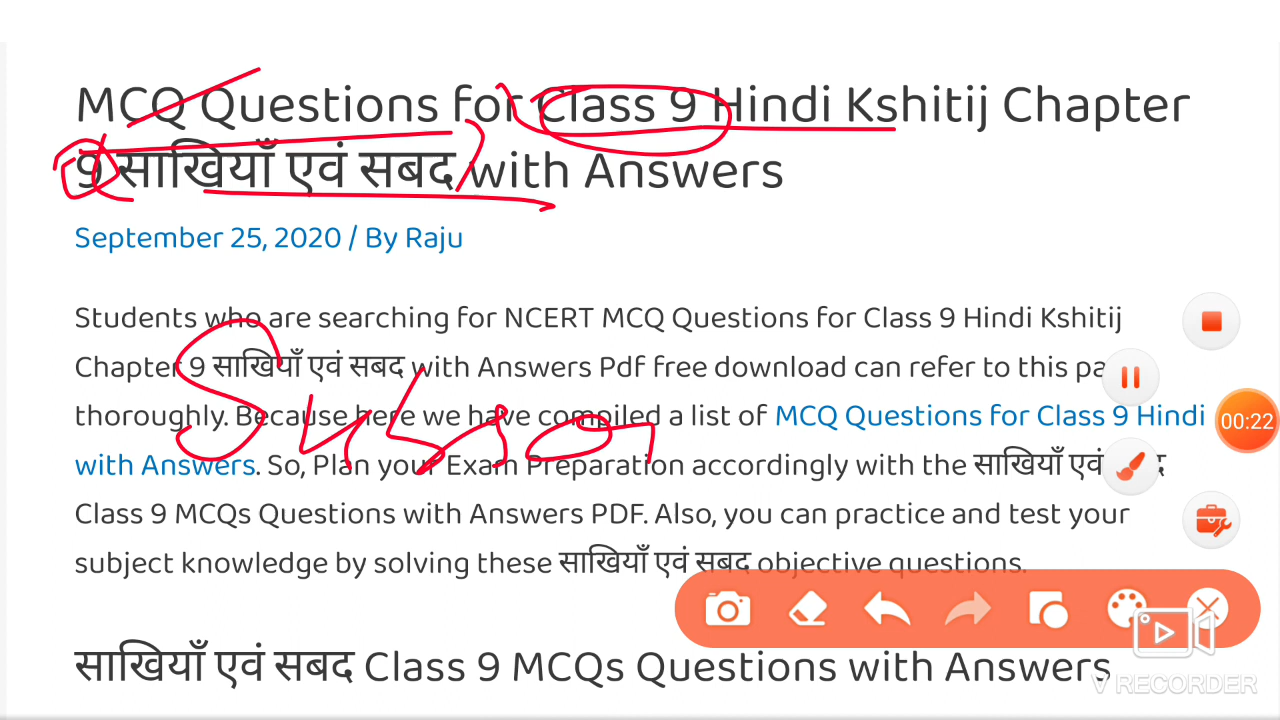 MCQ Questions for Class 9 Hindi Kshitij Chapter
9 साखियाँ एवं सबद with Answers
September 25, 2020 / By Raju
Students who are searching for NCERT MCQ Questions for Class 9 Hindi Kshitij
Chapter 9 साखियाँ एवं सबद with Answers Pdf free download can refer to this pa
thoroughly. Because here we have compiled a list of MCQ Questions for Class 9 Hindi
00:22
with Answers. So, Plan your Exam Preparation accordingly with the साखियाँ एवं
Class 9 MCQs Questions with Answers PDF. Also, you can practice and test your
subject knowledge by solving these साखियाँ एवं सबद objective questions.
साखियाँ एवं सबद Class 9 MCQs Questions with Answers
V RECORDER